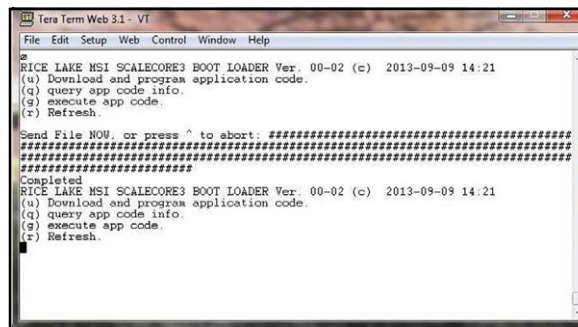 Tera Term Web 3.1 - VT
File Edit Setup Web Control Window Help
RICE LAKE MSI SCALECORE3 BOOT LOADER Ver. 00-02 (c) 2013-09-09 14:21
(u) Download and program application code.
(q) query app code info.
(g) execute app code.
(r) Refresh.
Send File NOW, or press ^ to abort: ############################################
################################################################################
################################################################################
#########################
Completed
RICE LAKE MSI SCALECORE3 BOOT LOADER Ver. 00-02 (c) 2013-09-09 14:21
(u) Download and program application code.
(q) query app code info.
(g) execute app code.
(r) Refresh.